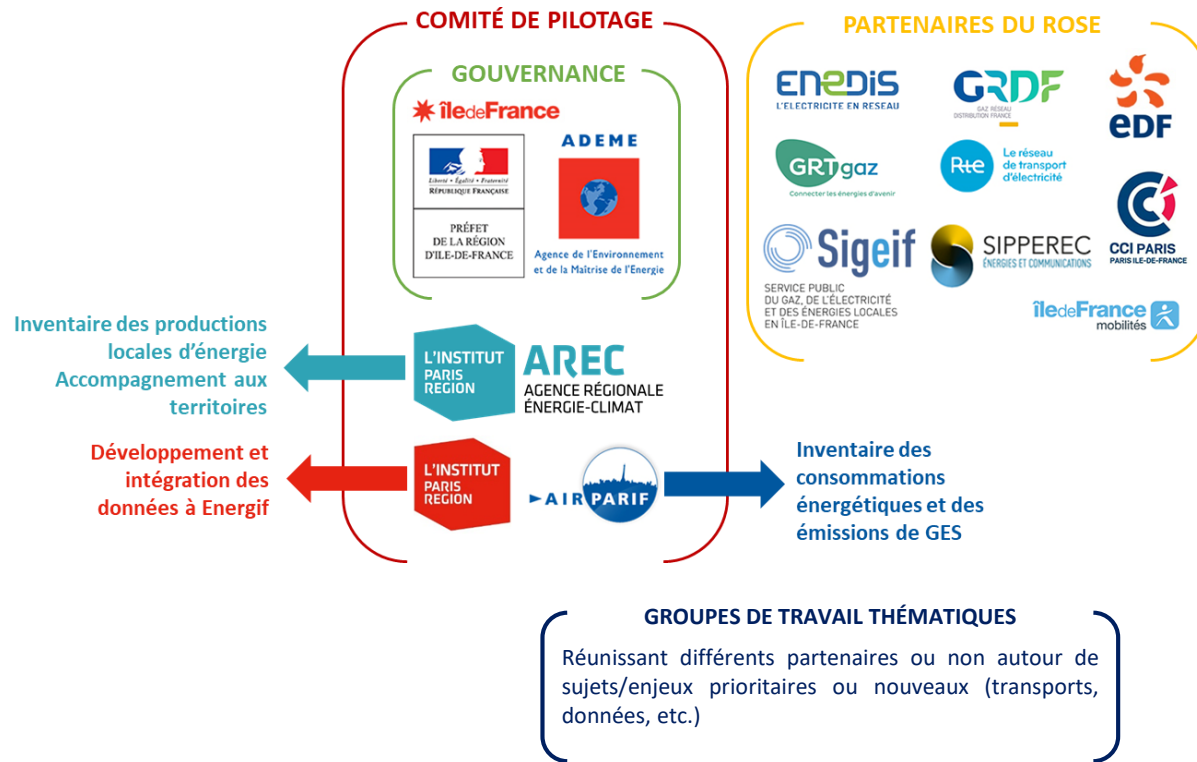 COMITÉ DE PILOTAGE
GOUVERNANCE
îledeFrance
Liberté • Égalité • Fraternité
RÉPUBLIQUE FRANÇAISE
PRÉFET
DE LA RÉGION
D'ILE-DE-FRANCE
ADEME
Agence de l'Environnement
et de la Maîtrise de l'Energie
L'INSTITUT
PARIS
REGION
AREC
AGENCE RÉGIONALE
ÉNERGIE-CLIMAT
L'INSTITUT
PARIS
REGION
AIRPARIF
Inventaire des productions
locales d’énergie
Accompagnement aux
territoires
Développement et
intégration des
données à Energif
Inventaire des
consommations
énergétiques et des
émissions de GES
PARTENAIRES DU ROSE
ENEDIS
L'ELECTRICITE EN RESEAU
GRDF
GAZ RÉSEAU
DISTRIBUTION FRANCE
eDF
GRTgaz
Connecter les énergies d'avenir
Rte
Le réseau
de transport
d'électricité
CCI PARIS
PARIS ILE-DE-FRANCE
Sigeif
SERVICE PUBLIC
DU GAZ, DE L'ÉLECTRICITÉ
ET DES ÉNERGIES LOCALES
EN ÎLE-DE-FRANCE
SIPPEREC
ÉNERGIES ET COMMUNICATIONS
îledeFrance
mobilités
GROUPES DE TRAVAIL THÉMATIQUES
Réunissant différents partenaires ou non autour de
sujets/enjeux prioritaires ou nouveaux (transports,
données, etc.)